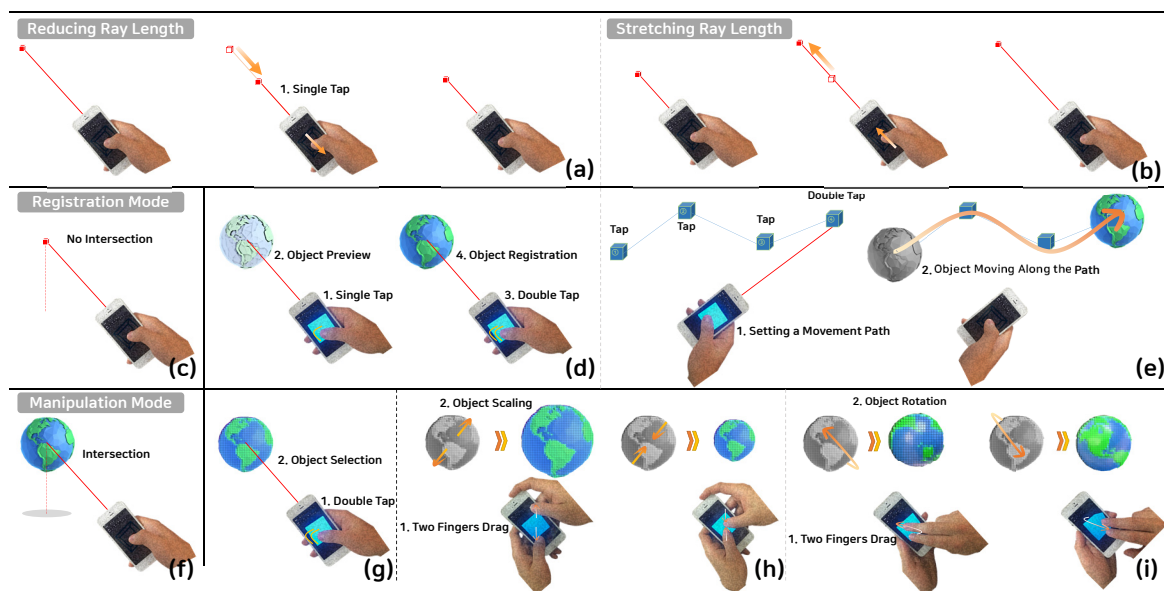 Reducing Ray Length
1. Single Tap
(a)
Stretching Ray Length
(b)
Registration Mode
No Intersection
(c)
2. Object Preview
1. Single Tap
4. Object Registration
3. Double Tap
(d)
Tap
Tap
Tap
Double Tap
1. Setting a Movement Path
2. Object Moving Along the Path
(e)
Manipulation Mode
Intersection
(f)
2. Object Selection
1. Double Tap
(g)
2. Object Scaling
1. Two Fingers Drag
(h)
2. Object Rotation
1. Two Fingers Drag
(i)